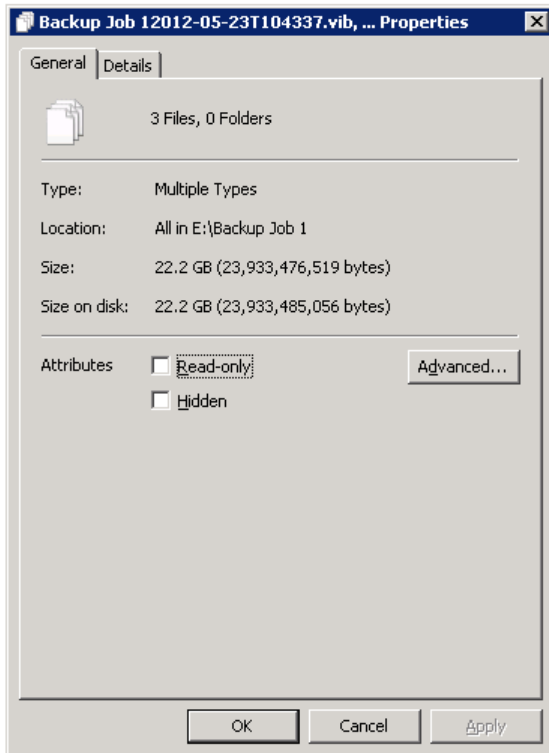 Backup Job 12012-05-23T104337.vib, ... Properties
General Details
3 Files, 0 Folders
Type: Multiple Types
Location: All in E:\Backup Job 1
Size: 22.2 GB (23,933,476,519 bytes)
Size on disk: 22.2 GB (23,933,485,056 bytes)
Attributes Read-only Advanced...
Hidden
OK Cancel Apply